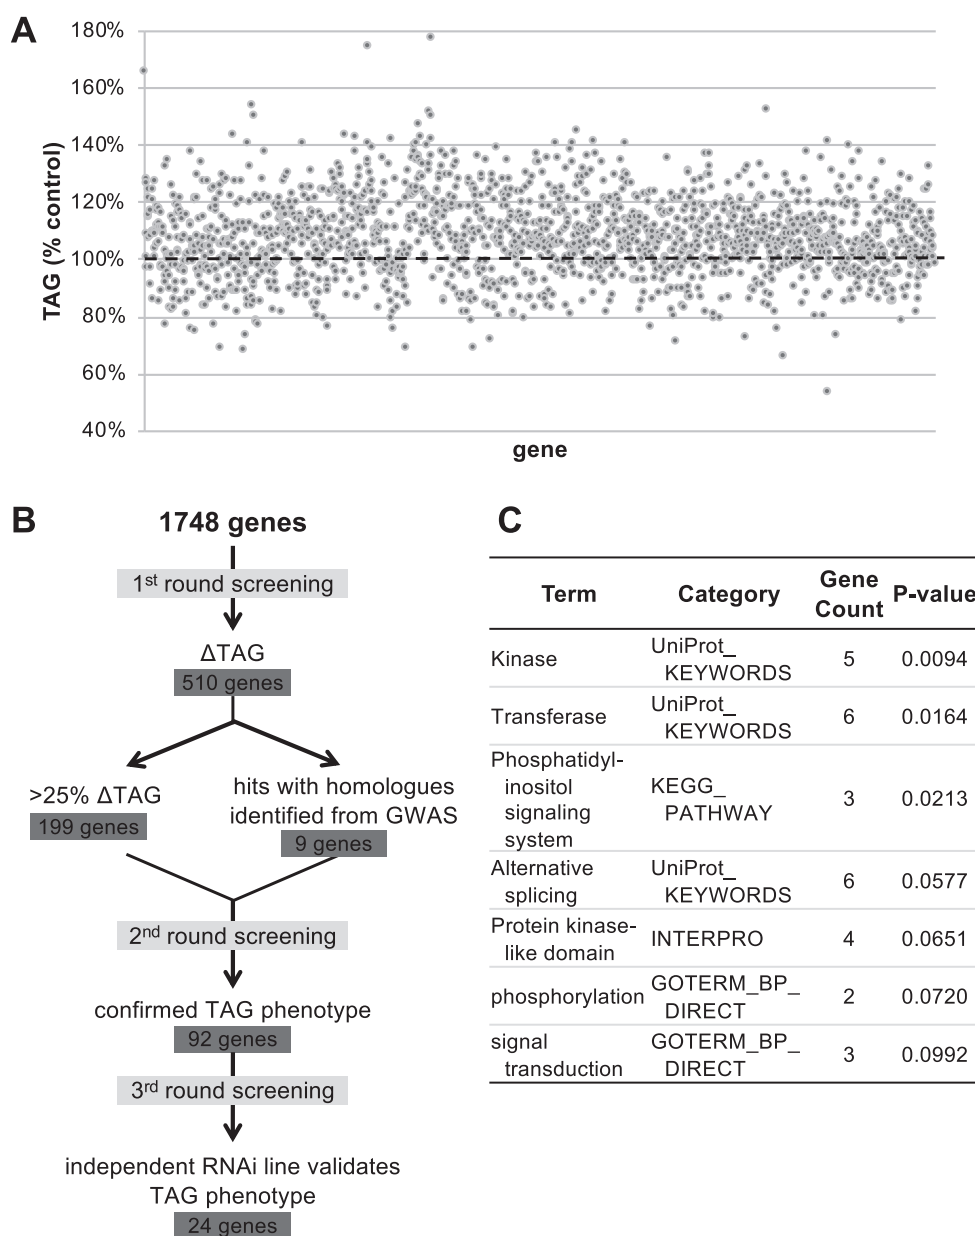 A
180%
160%
140%
120%
100%
80%
60%
40%
TAG (% control)
gene
B
1748 genes
1st round screening
ΔTAG
510 genes
>25% ΔTAG
199 genes
hits with homologues
identified from GWAS
9 genes
2nd round screening
confirmed TAG phenotype
92 genes
3rd round screening
independent RNAi line validates
TAG phenotype
24 genes
C
Term Category Gene Count P-value
Kinase UniProt_ KEYWORDS 5 0.0094
Transferase UniProt_ KEYWORDS 6 0.0164
Phosphatidyl- inositol signaling system KEGG_ PATHWAY 3 0.0213
Alternative splicing UniProt_ KEYWORDS 6 0.0577
Protein kinase- like domain INTERPRO 4 0.0651
phosphorylation GOTERM_BP_ DIRECT 2 0.0720
signal transduction GOTERM_BP_ DIRECT 3 0.0992